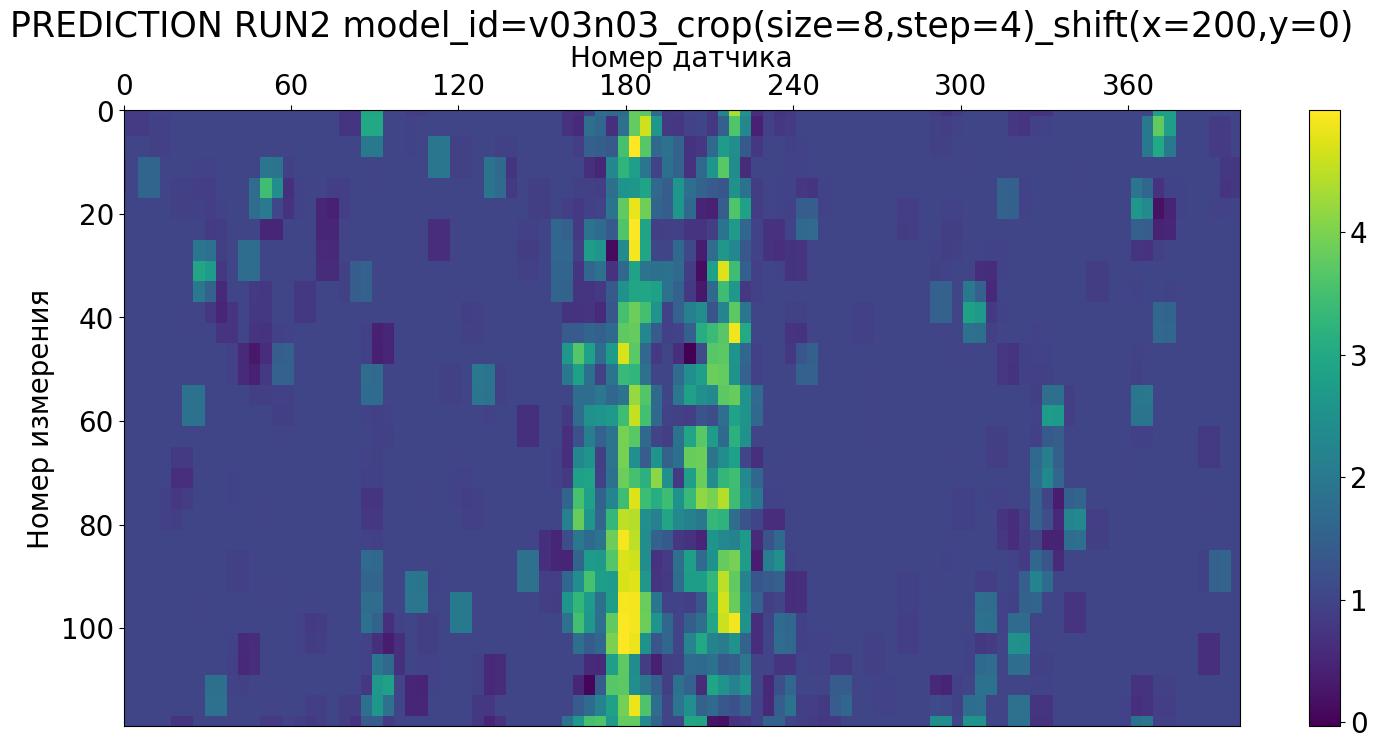 PREDICTION RUN2 model_id=v03n03_crop(size=8,step=4)_shift(x=200,y=0)
Номер датчика
0 60 120 180 240 300 360
Номер измерения
0
20
40
60
80
100
4
3
2
1
0